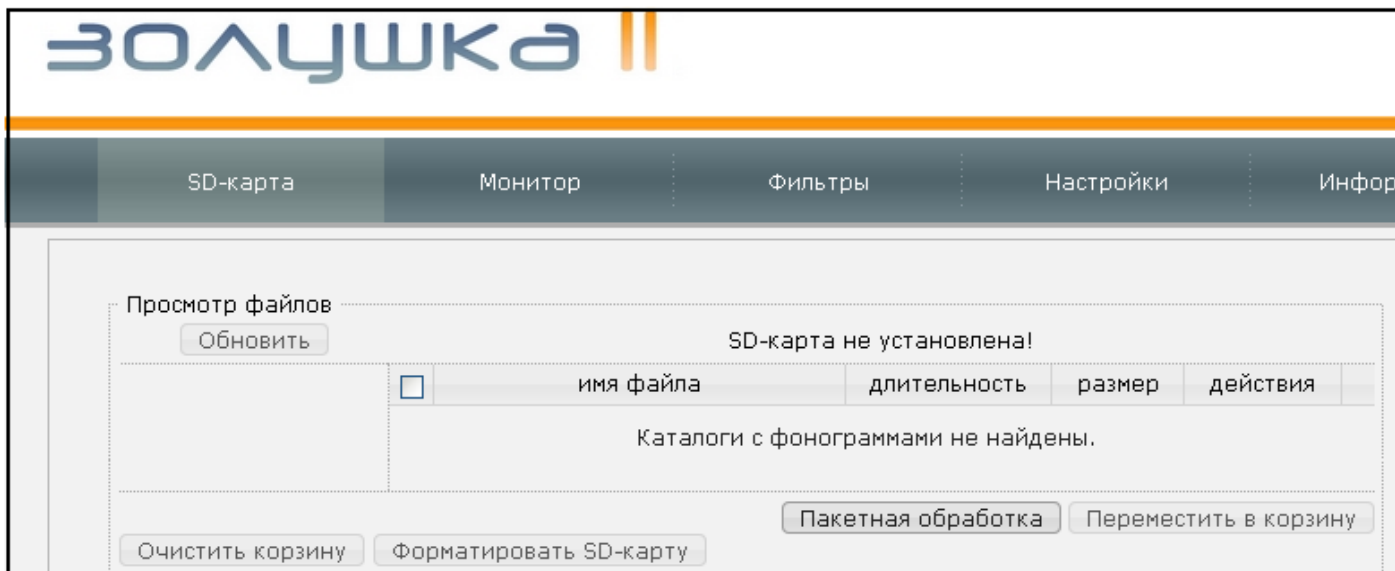 золушка II
SD-карта Монитор Фильтры Настройки Инфор
Просмотр файлов
Обновить SD-карта не установлена!
имя файла длительность размер действия
Каталоги с фонограммами не найдены.
Пакетная обработка Переместить в корзину
Очистить корзину Форматировать SD-карту